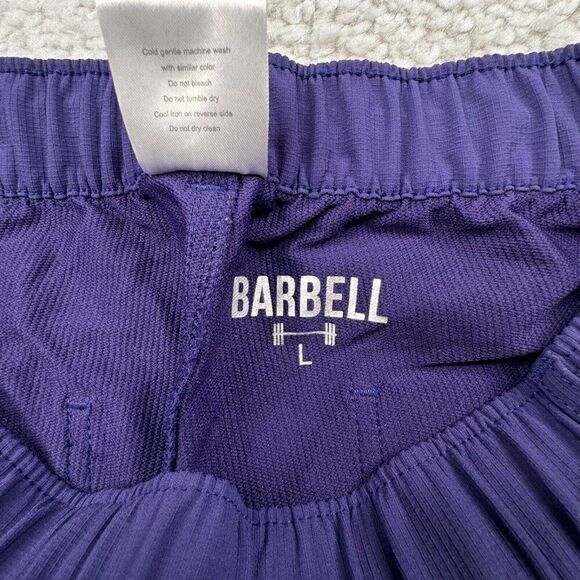 Cold gentle machine wash
with similar color
Do not bleach
Do not tumble dry
Cool iron on reverse side
Do not dry clean
BARBELL
L